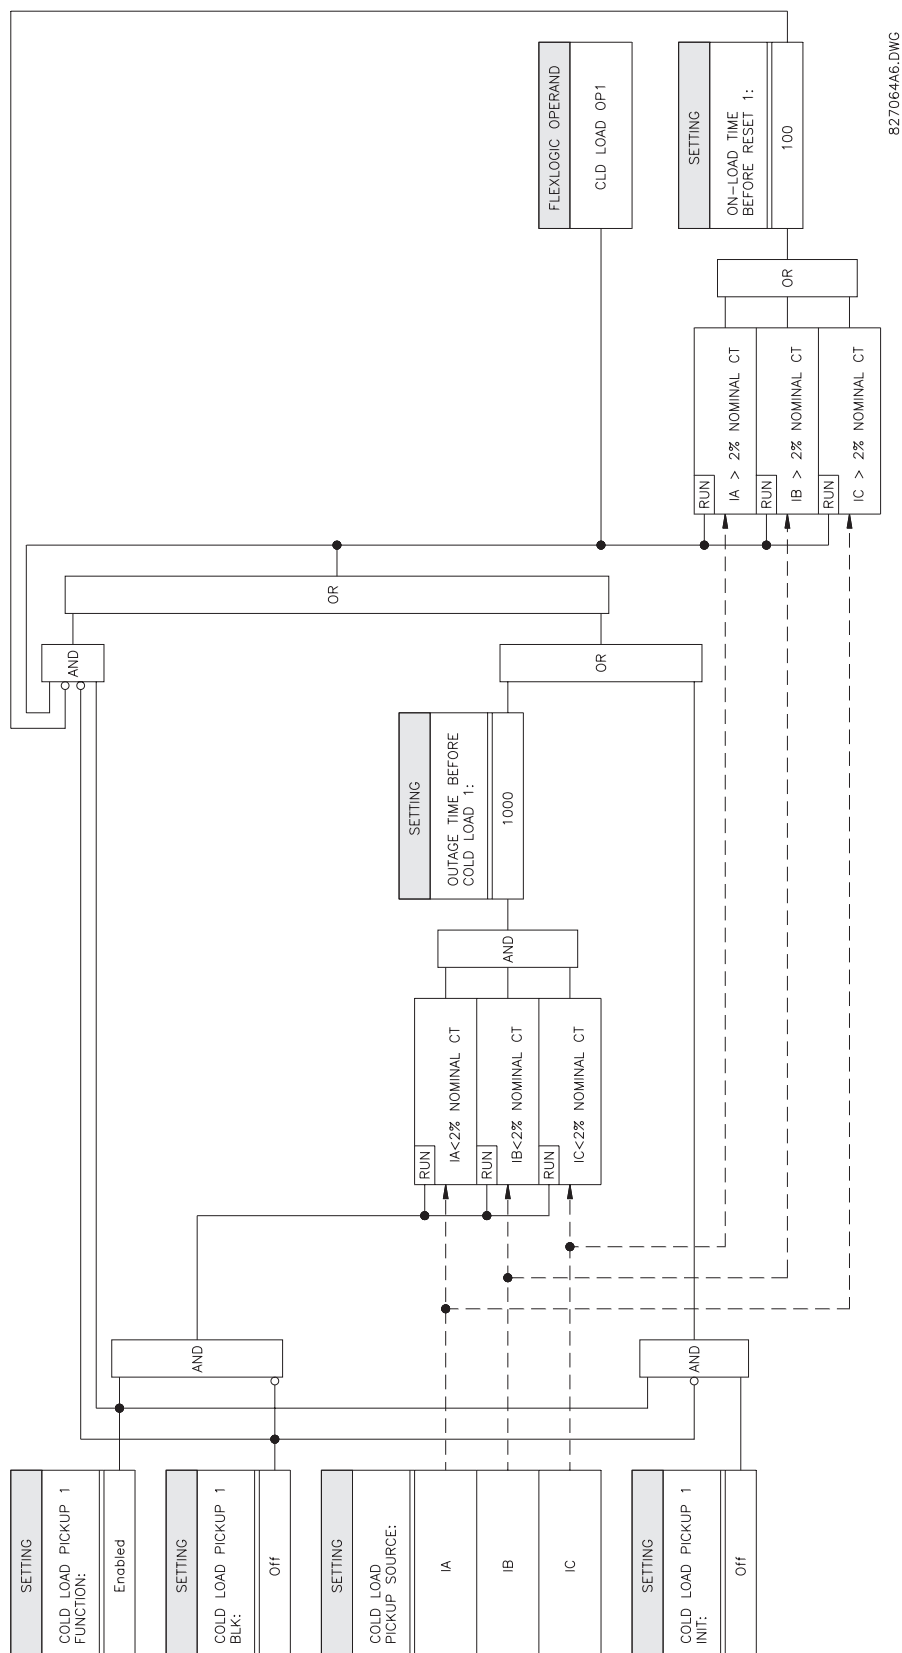 SETTING
COLD LOAD PICKUP 1
FUNCTION:
Enabled
SETTING
COLD LOAD PICKUP 1
BLK:
Off
SETTING
COLD LOAD
PICKUP SOURCE:
IA
IB
IC
SETTING
COLD LOAD PICKUP 1
INIT:
Off
AND
AND
RUN
IA<2% NOMINAL CT
RUN
IB<2% NOMINAL CT
RUN
IC<2% NOMINAL CT
AND
SETTING
OUTAGE TIME BEFORE
COLD LOAD 1:
1000
AND
OR
OR
RUN
IA > 2% NOMINAL CT
RUN
IB > 2% NOMINAL CT
RUN
IC > 2% NOMINAL CT
OR
FLEXLOGIC OPERAND
CLD LOAD OP1
SETTING
ON-LOAD TIME
BEFORE RESET 1:
100
827064A6.DWG